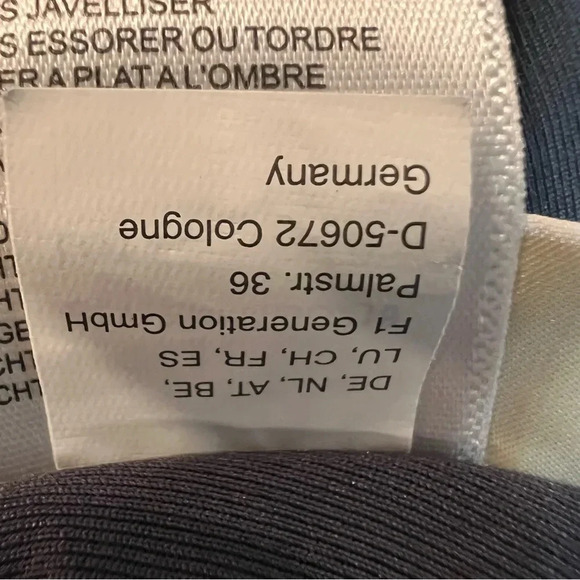 S JAVELLISER
S ESSORER OU TORDRE
ER A PLAT A L'OMBRE
DE, NL, AT, BE,
LU, CH, FR, ES
F1 Generation GmbH
Palmstr. 36
D-50672 Cologne
Germany